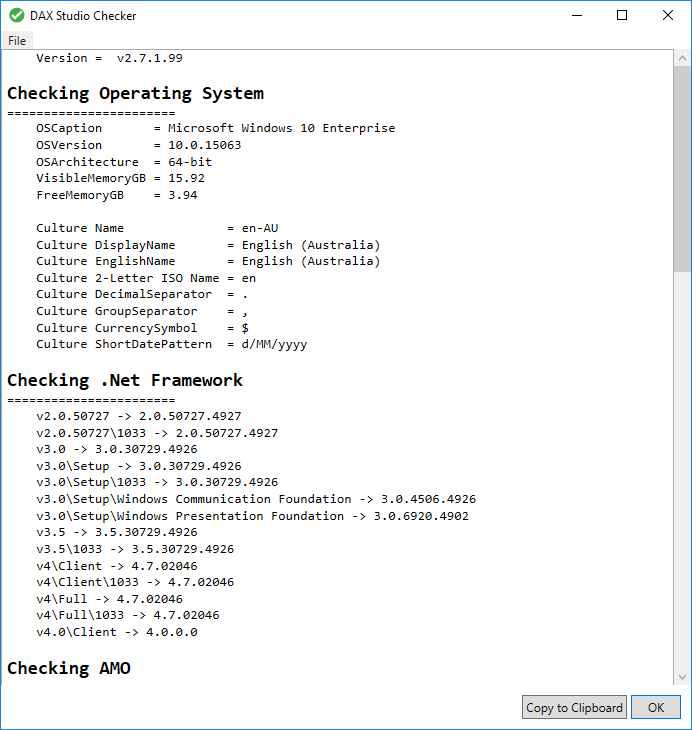 DAX Studio Checker
File
Version =  v2.7.1.99
Checking Operating System
=======================
OSCaption       = Microsoft Windows 10 Enterprise
OSVersion       = 10.0.15063
OSArchitecture  = 64-bit
VisibleMemoryGB = 15.92
FreeMemoryGB    = 3.94
Culture Name              = en-AU
Culture DisplayName       = English (Australia)
Culture EnglishName       = English (Australia)
Culture 2-Letter ISO Name = en
Culture DecimalSeparator  = .
Culture GroupSeparator    = ,
Culture CurrencySymbol    = $
Culture ShortDatePattern  = d/MM/yyyy
Checking .Net Framework
=======================
v2.0.50727 -> 2.0.50727.4927
v2.0.50727\1033 -> 2.0.50727.4927
v3.0 -> 3.0.30729.4926
v3.0\Setup -> 3.0.30729.4926
v3.0\Setup\1033 -> 3.0.30729.4926
v3.0\Setup\Windows Communication Foundation -> 3.0.4506.4926
v3.0\Setup\Windows Presentation Foundation -> 3.0.6920.4902
v3.5 -> 3.5.30729.4926
v3.5\1033 -> 3.5.30729.4926
v4\Client -> 4.7.02046
v4\Client\1033 -> 4.7.02046
v4\Full -> 4.7.02046
v4\Full\1033 -> 4.7.02046
v4.0\Client -> 4.0.0.0
Checking AMO
Copy to Clipboard
OK